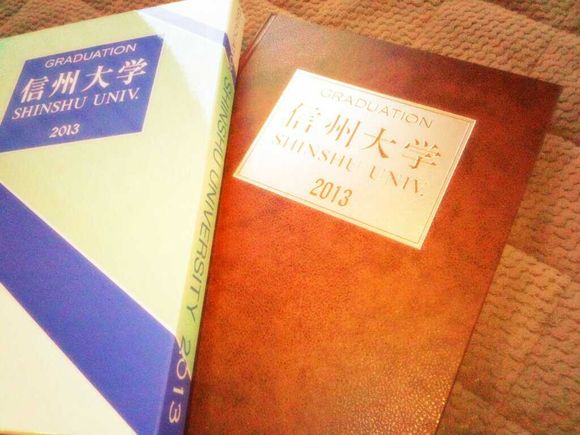 GRADUATION
信州大学
SHINSHU UNIV.
2013
SHINSHU UNIVERSITY 2013
GRADUATION
信州大学
SHINSHU UNIV.
2013